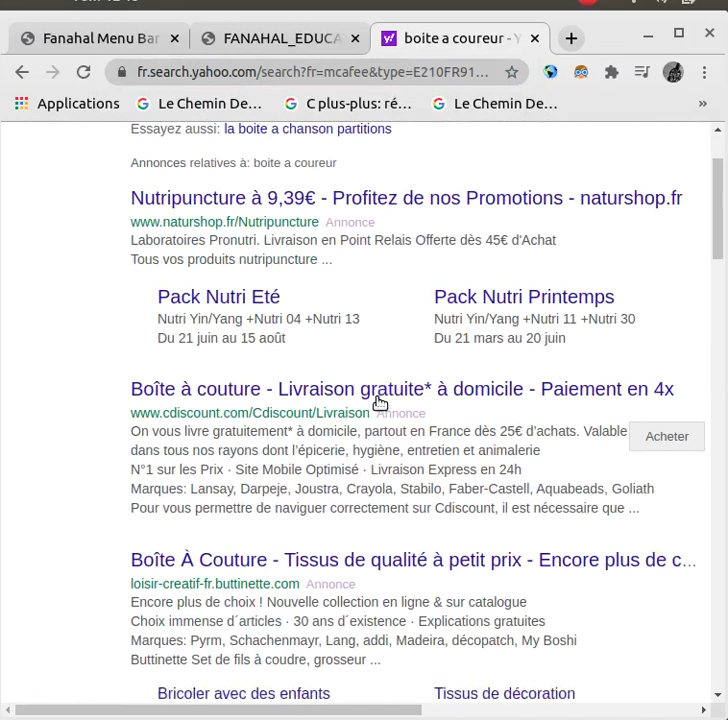 Fanahal Menu Bar
FANAHAL_EDUCA
boite a coureur - Y
fr.search.yahoo.com/search?fr=mcafee&type=E210FR91...
Applications
Le Chemin De...
C plus-plus: ré...
Le Chemin De...
Essayez aussi: la boite a chanson partitions
Annonces relatives à: boite a coureur
Nutripuncture à 9,39€ - Profitez de nos Promotions - naturshop.fr
www.naturshop.fr/Nutripuncture Annonce
Laboratoires Pronutri. Livraison en Point Relais Offerte dès 45€ d'Achat
Tous vos produits nutripuncture ...
Pack Nutri Eté
Nutri Yin/Yang +Nutri 04 +Nutri 13
Du 21 juin au 15 août
Pack Nutri Printemps
Nutri Yin/Yang +Nutri 11 +Nutri 30
Du 21 mars au 20 juin
Boîte à couture - Livraison gratuite* à domicile - Paiement en 4x
www.cdiscount.com/Cdiscount/Livraison Annonce
On vous livre gratuitement* à domicile, partout en France dès 25€ d'achats. Valable
dans tous nos rayons dont l'épicerie, hygiène, entretien et animalerie
N°1 sur les Prix · Site Mobile Optimisé · Livraison Express en 24h
Marques: Lansay, Darpeje, Joustra, Crayola, Stabilo, Faber-Castell, Aquabeads, Goliath
Pour vous permettre de naviguer correctement sur Cdiscount, il est nécessaire que ...
Acheter
Boîte À Couture - Tissus de qualité à petit prix - Encore plus de c...
loisir-creatif-fr.buttinette.com Annonce
Encore plus de choix ! Nouvelle collection en ligne & sur catalogue
Choix immense d´articles · 30 ans d´existence · Explications gratuites
Marques: Pyrm, Schachenmayr, Lang, addi, Madeira, décopatch, My Boshi
Buttinette Set de fils à coudre, grosseur ...
Bricoler avec des enfants
Tissus de décoration